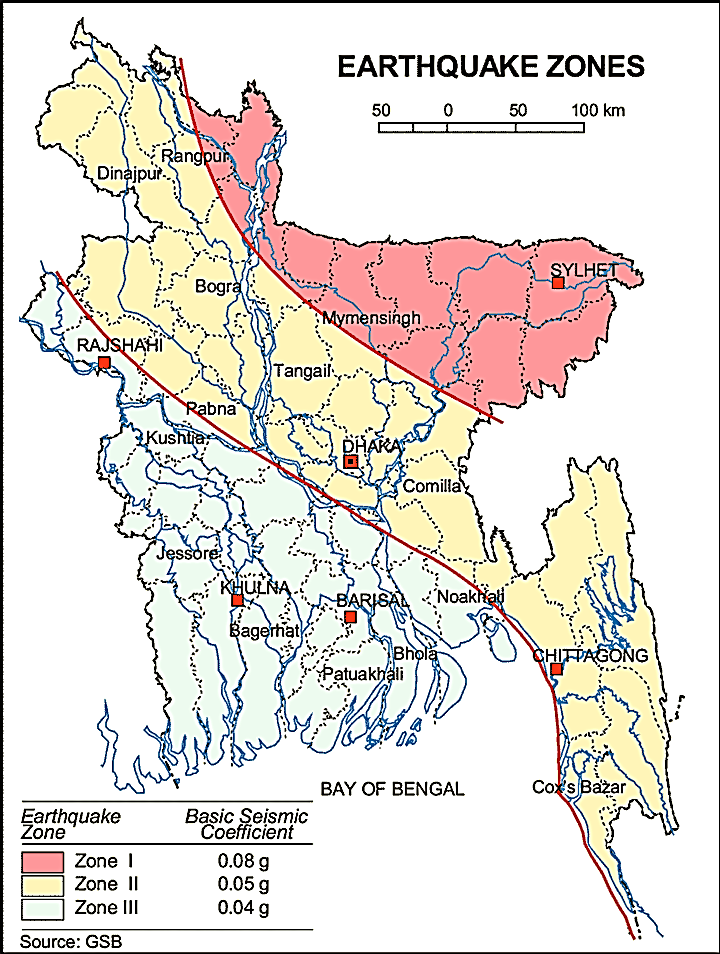 EARTHQUAKE ZONES
50 0 50 100 km
Rangpur
Dinajpur
SYLHET
Bogra
Mymensingh
RAJSHAHI
Tangail
Pabna
Kushtia
DHAKA
Comilla
Jessore
KHULNA
BARISAL
Noakhali
Bagerhat
Bhola
CHITTAGONG
Patuakhali
BAY OF BENGAL
Cox's Bazar
Earthquake Zone
Basic Seismic Coefficient
Zone I 0.08 g
Zone II 0.05 g
Zone III 0.04 g
Source: GSB